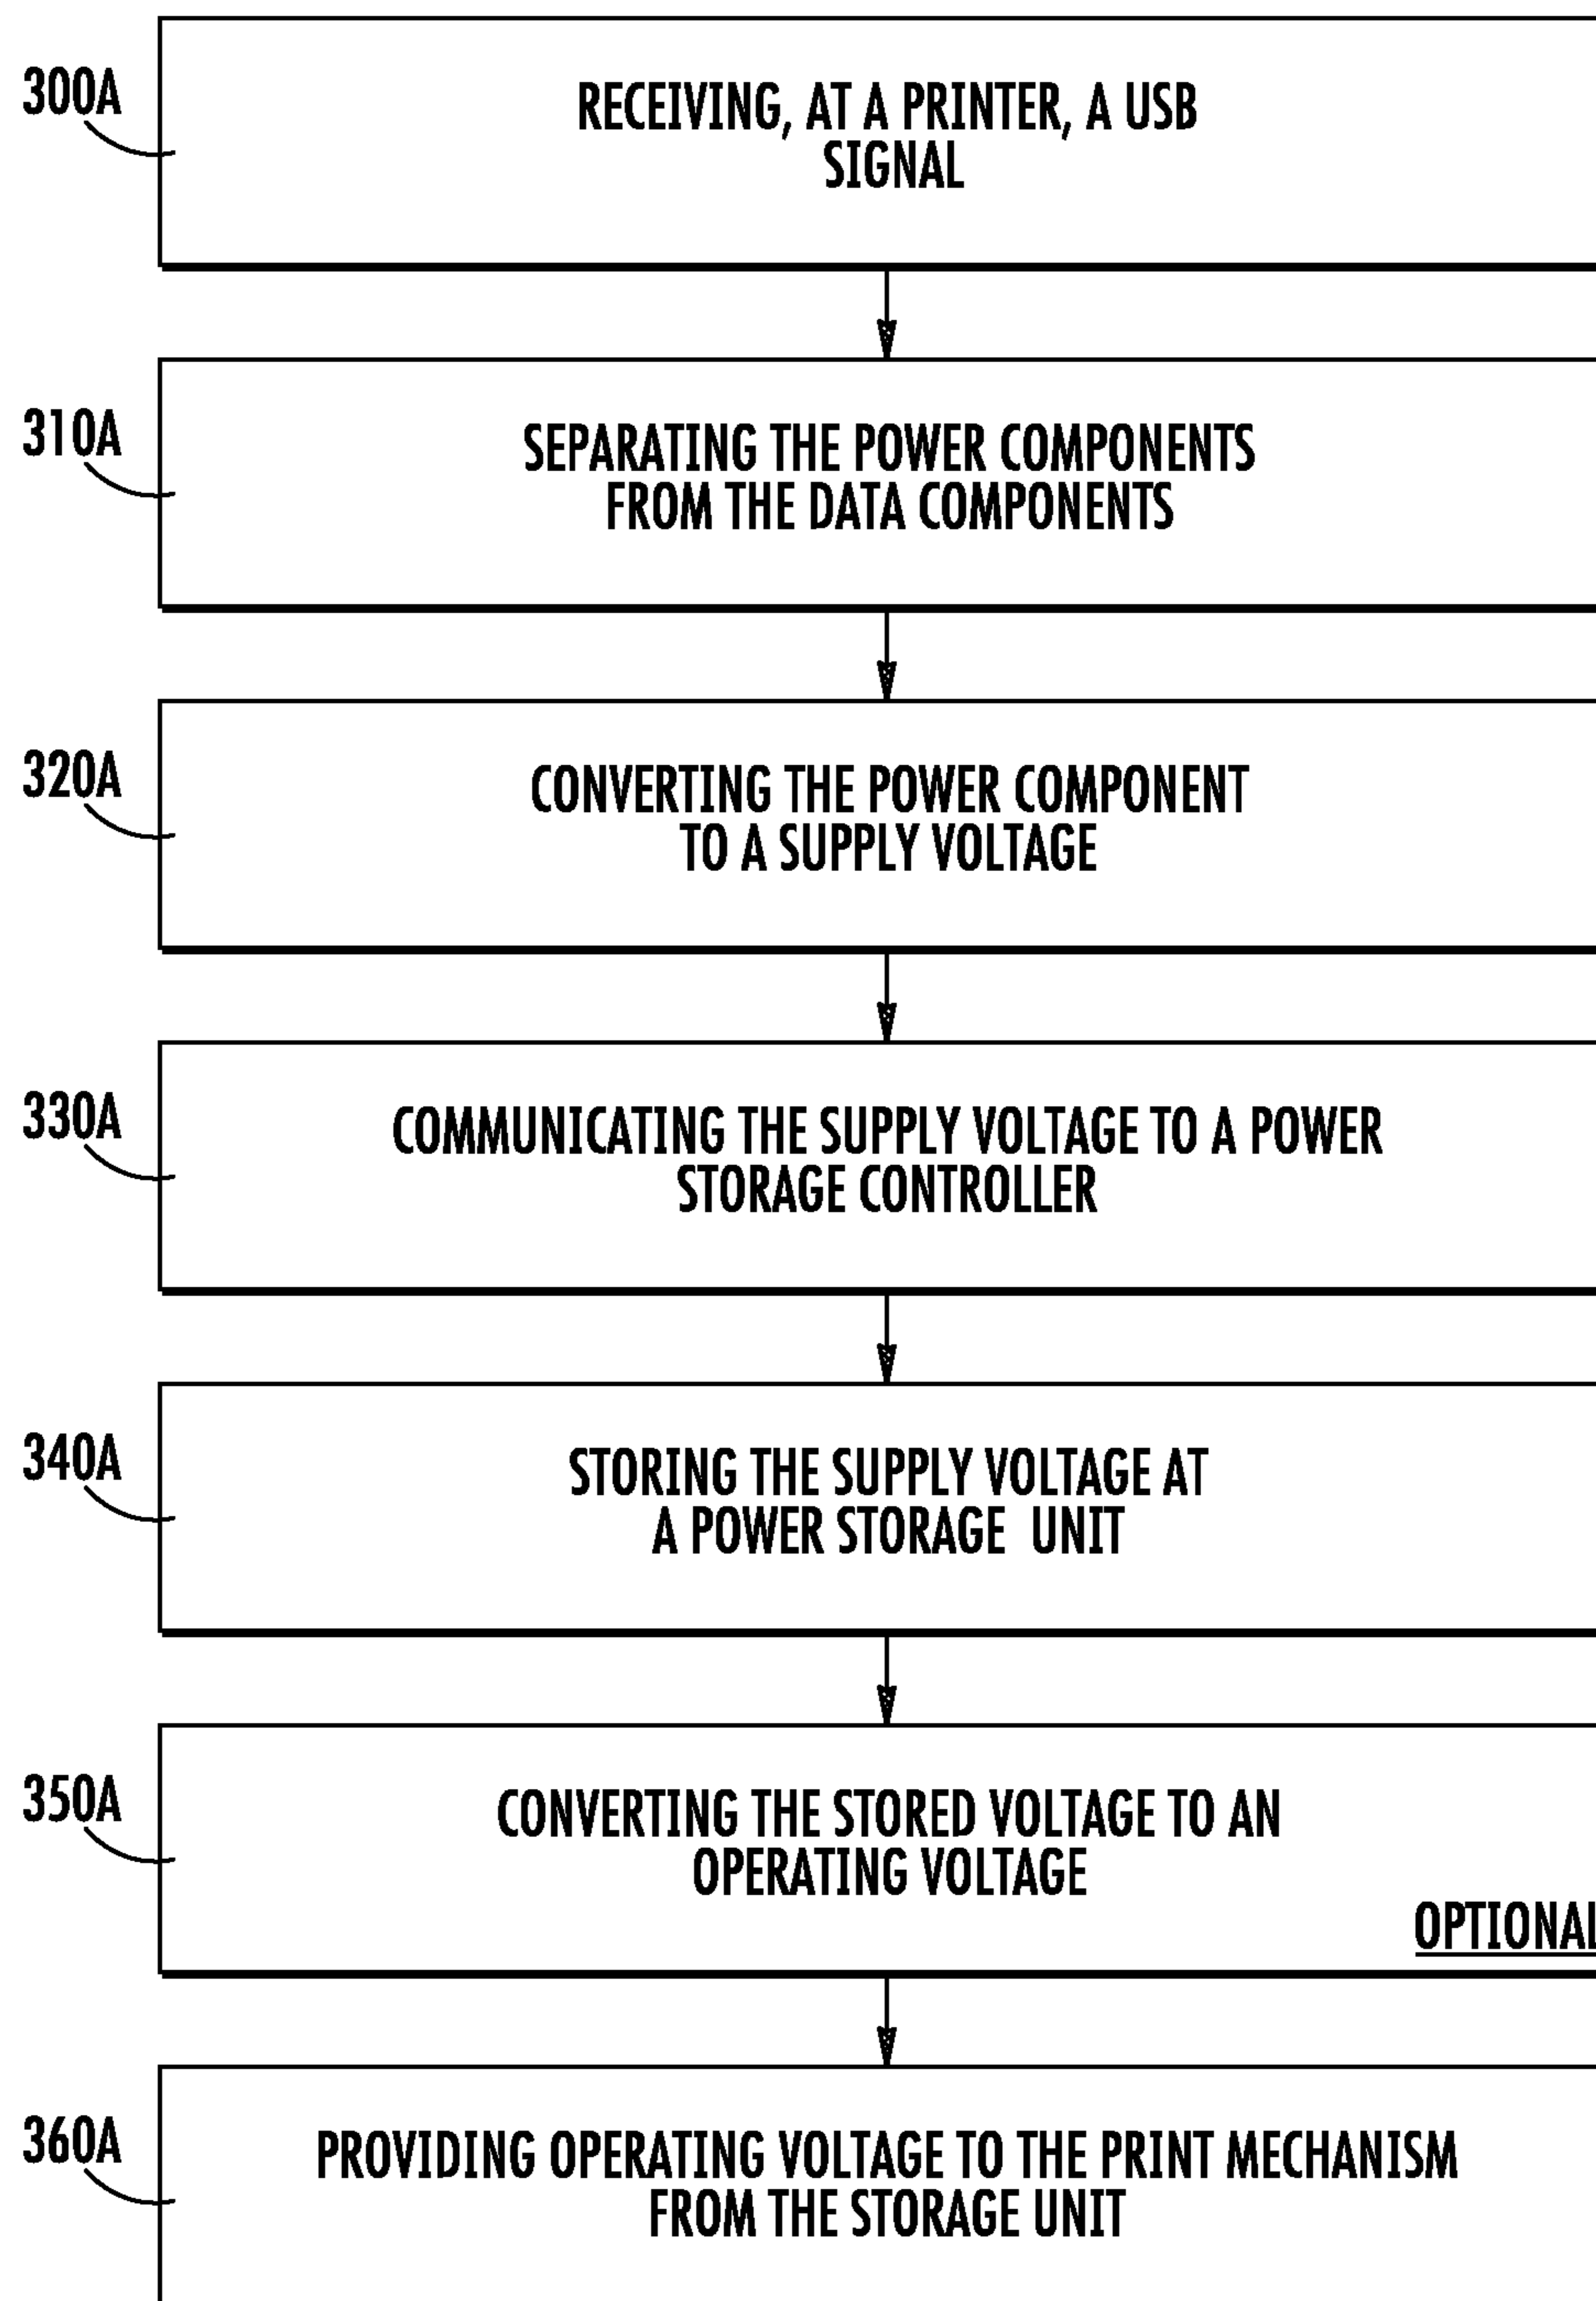 300A
RECEIVING, AT A PRINTER, A USB
SIGNAL
310A
SEPARATING THE POWER COMPONENTS
FROM THE DATA COMPONENTS
320A
CONVERTING THE POWER COMPONENT
TO A SUPPLY VOLTAGE
330A
COMMUNICATING THE SUPPLY VOLTAGE TO A POWER
STORAGE CONTROLLER
340A
STORING THE SUPPLY VOLTAGE AT
A POWER STORAGE UNIT
350A
CONVERTING THE STORED VOLTAGE TO AN
OPERATING VOLTAGE
OPTIONAL
360A
PROVIDING OPERATING VOLTAGE TO THE PRINT MECHANISM
FROM THE STORAGE UNIT